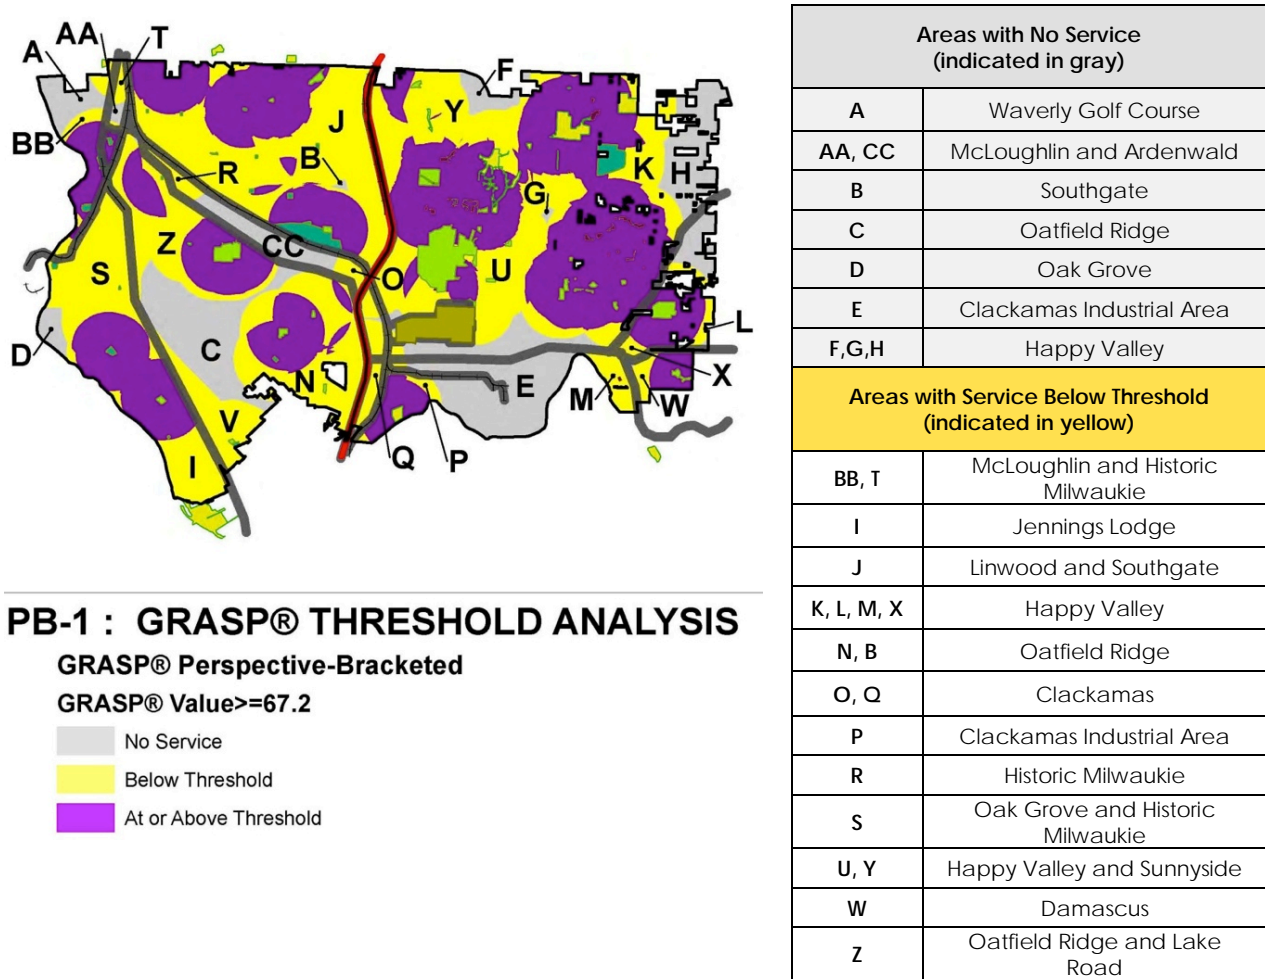 AA
T
A
F
J
Y
BB
B
K
H
R
G
Z
CC
S
O
U
L
D
C
N
E
X
M
W
V
I
Q
P
PB-1 : GRASP® THRESHOLD ANALYSIS
GRASP® Perspective-Bracketed
GRASP® Value>=67.2
No Service
Below Threshold
At or Above Threshold
Areas with No Service
(indicated in gray)
A Waverly Golf Course
AA, CC McLoughlin and Ardenwald
B Southgate
C Oatfield Ridge
D Oak Grove
E Clackamas Industrial Area
F,G,H Happy Valley
Areas with Service Below Threshold
(indicated in yellow)
BB, T McLoughlin and Historic
Milwaukie
I Jennings Lodge
J Linwood and Southgate
K, L, M, X Happy Valley
N, B Oatfield Ridge
O, Q Clackamas
P Clackamas Industrial Area
R Historic Milwaukie
S Oak Grove and Historic
Milwaukie
U, Y Happy Valley and Sunnyside
W Damascus
Z Oatfield Ridge and Lake
Road